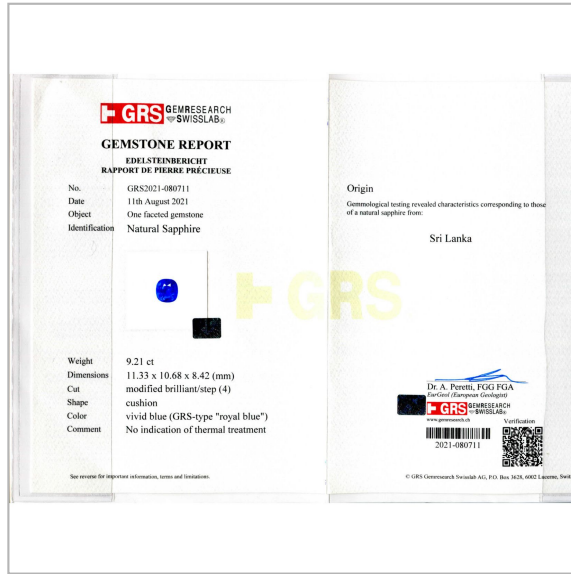 GRS GEMRESEARCH SWISSLAB®
GEMSTONE REPORT
EDELSTEINBERICHT
RAPPORT DE PIERRE PRÉCIEUSE
No. GRS2021-080711
Date 11th August 2021
Object One faceted gemstone
Identification Natural Sapphire
Weight 9.21 ct
Dimensions 11.33 x 10.68 x 8.42 (mm)
Cut modified brilliant/step (4)
Shape cushion
Color vivid blue (GRS-type "royal blue")
Comment No indication of thermal treatment
See reverse for important information, terms and limitations.
GRS
Origin
Gemmological testing revealed characteristics corresponding to those
of a natural sapphire from:
Sri Lanka
Dr. A. Peretti, FGG FGA
EurGeol (European Geologist)
GRS GEMRESEARCH SWISSLAB®
www.gemresearch.ch
Verification
2021-080711
© GRS Gemresearch Swisslab AG, P.O. Box 3628, 6002 Lucerne, Swit